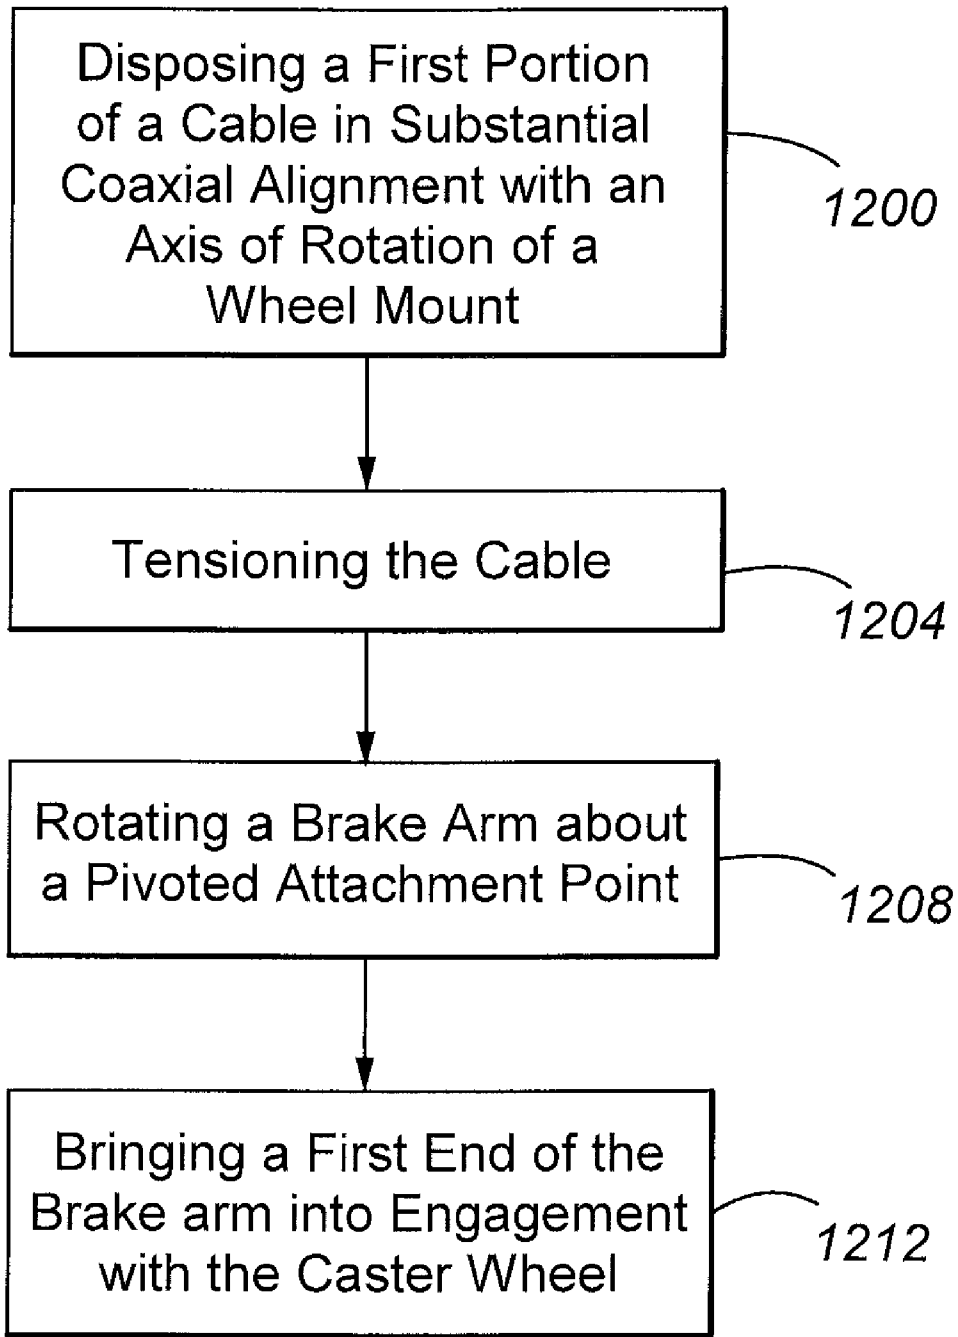 Disposing a First Portion
of a Cable in Substantial
Coaxial Alignment with an
Axis of Rotation of a
Wheel Mount
1200
Tensioning the Cable
1204
Rotating a Brake Arm about
a Pivoted Attachment Point
1208
Bringing a First End of the
Brake arm into Engagement
with the Caster Wheel
1212